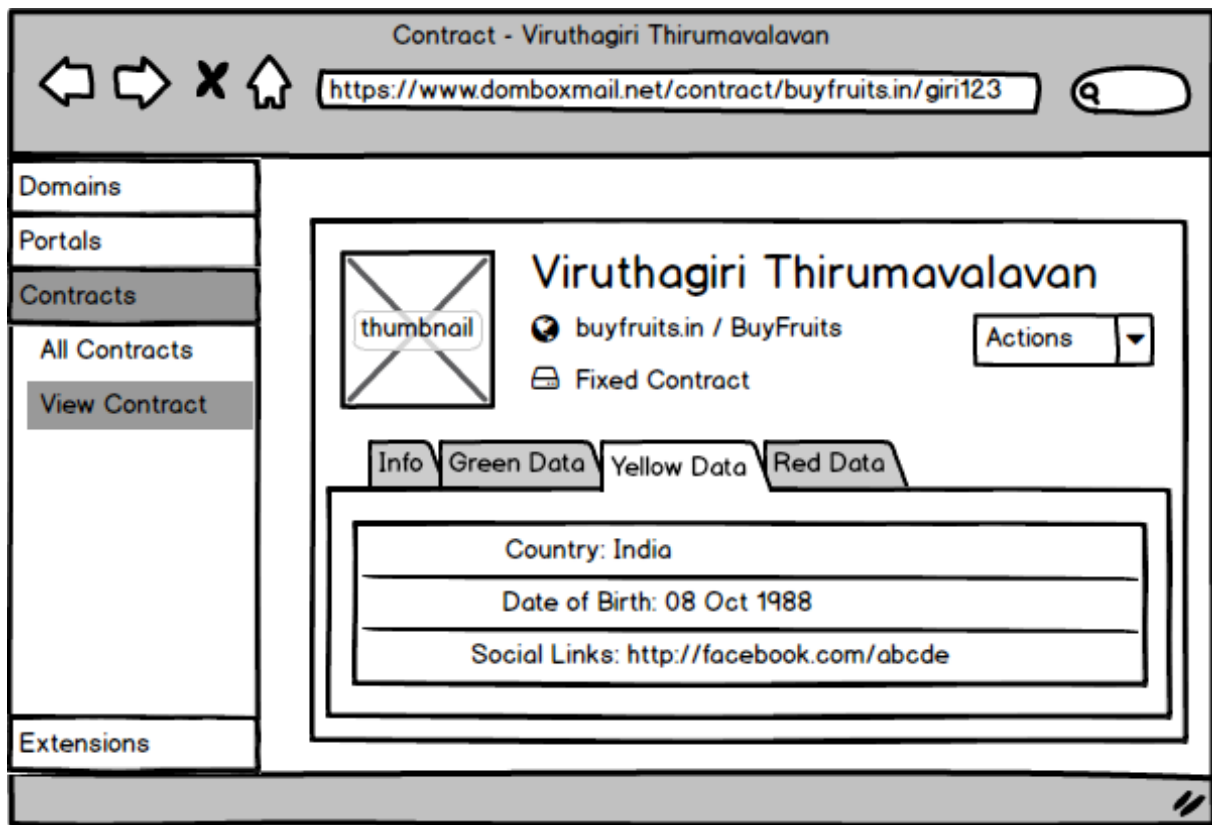 Contract - Viruthagiri Thirumavalavan
https://www.domboxmail.net/contract/buyfruits.in/giri123
Domains
Portals
Contracts
All Contracts
View Contract
Extensions
thumbnail
Viruthagiri Thirumavalavan
buyfruits.in / BuyFruits
Fixed Contract
Actions
Info Green Data Yellow Data Red Data
Country: India
Date of Birth: 08 Oct 1988
Social Links: http://facebook.com/abcde